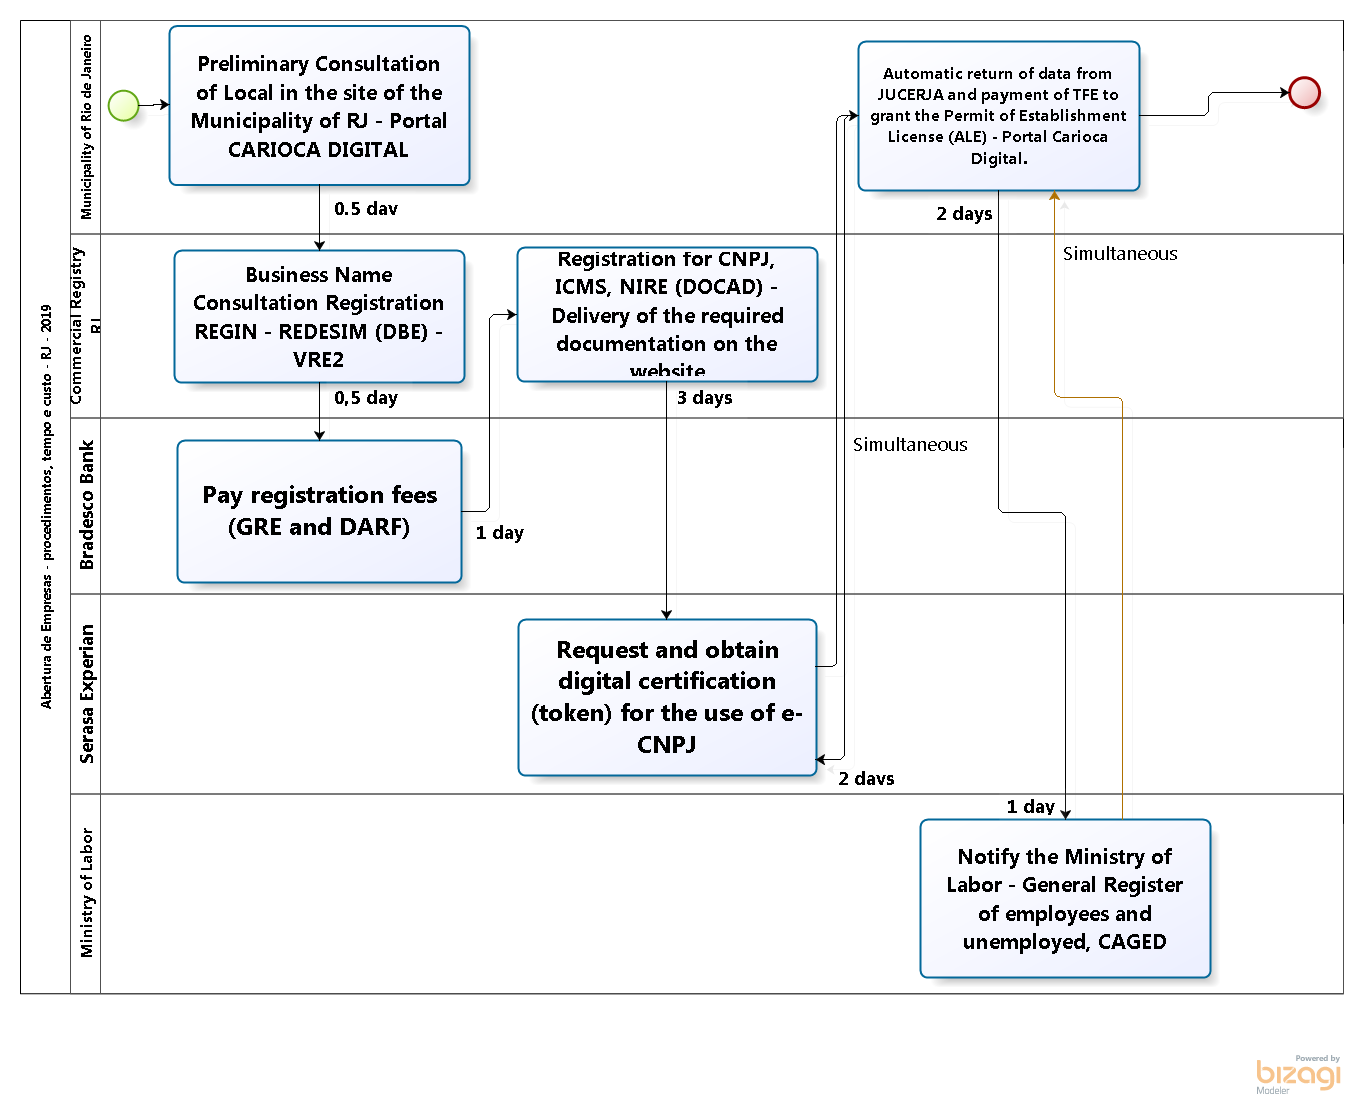 Abertura de Empresas - procedimentos, tempo e custo - RJ - 2019
Municipality of Rio de Janeiro
Preliminary Consultation
of Local in the site of the
Municipality of RJ - Portal
CARIOCA DIGITAL
Automatic return of data from
JUCERJA and payment of TFE to
grant the Permit of Establishment
License (ALE) - Portal Carioca
Digital.
0.5 day
2 days
Simultaneous
Commercial Registry
RJ
Business Name
Consultation Registration
REGIN - REDESIM (DBE) -
VRE2
Registration for CNPJ,
ICMS, NIRE (DOCAD) -
Delivery of the required
documentation on the
website
0,5 day
3 days
Bradesco Bank
Pay registration fees
(GRE and DARF)
1 day
Simultaneous
Serasa Experian
Request and obtain
digital certification
(token) for the use of e-
CNPJ
2 days
Ministry of Labor
1 day
Notify the Ministry of
Labor - General Register
of employees and
unemployed, CAGED
Powered by
bizagi
Modeler